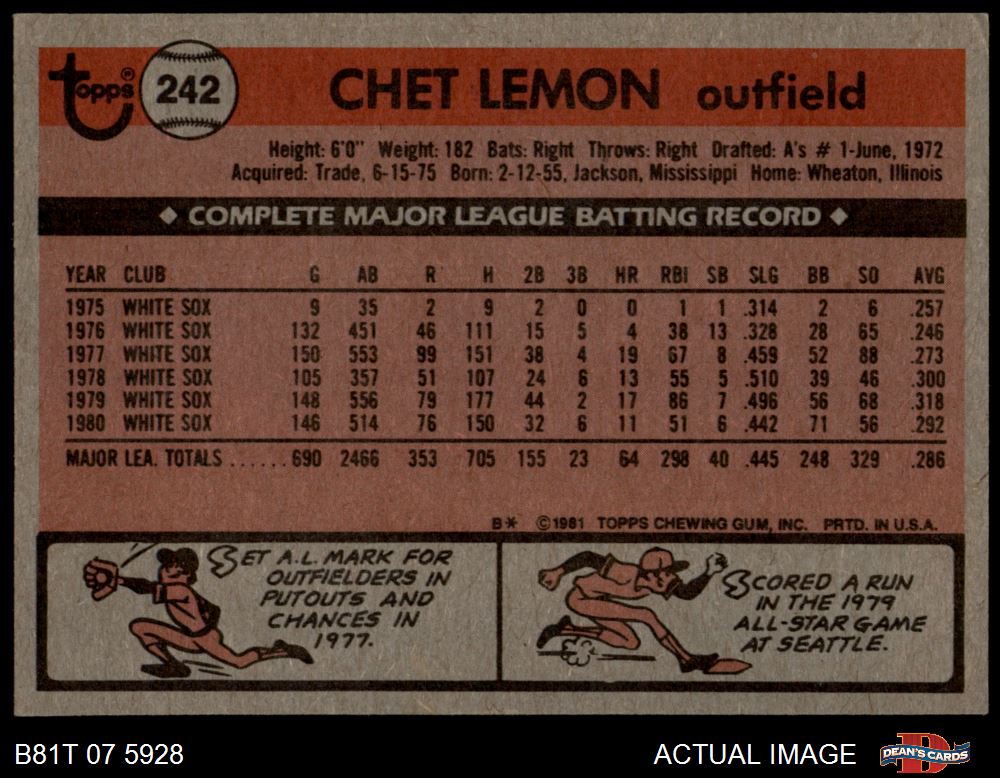 Topps® 242 CHET LEMON outfield
Height: 6'0" Weight: 182 Bats: Right Throws: Right Drafted: A's # 1-June, 1972
Acquired: Trade, 6-15-75 Born: 2-12-55, Jackson, Mississippi Home: Wheaton, Illinois
◆ COMPLETE MAJOR LEAGUE BATTING RECORD ◆
YEAR CLUB G AB R H 2B 3B HR RBI SB SLG BB SO AVG
1975 WHITE SOX 9 35 2 9 2 0 0 1 1 .314 2 6 .257
1976 WHITE SOX 132 451 46 111 15 5 4 38 13 .328 28 65 .246
1977 WHITE SOX 150 553 99 151 38 4 19 67 8 .459 52 88 .273
1978 WHITE SOX 105 357 51 107 24 6 13 55 5 .510 39 46 .300
1979 WHITE SOX 148 556 79 177 44 2 17 86 7 .496 56 68 .318
1980 WHITE SOX 146 514 76 150 32 6 11 51 6 .442 71 56 .292
MAJOR LEA. TOTALS ...... 690 2466 353 705 155 23 64 298 40 .445 248 329 .286
B* ©1981 TOPPS CHEWING GUM, INC. PRTD. IN U.S.A.
SET A.L. MARK FOR
OUTFIELDERS IN
PUTOUTS AND
CHANCES IN
1977.
SCORED A RUN
IN THE 1979
ALL-STAR GAME
AT SEATTLE.
B81T 07 5928 ACTUAL IMAGE DEAN'S CARDS